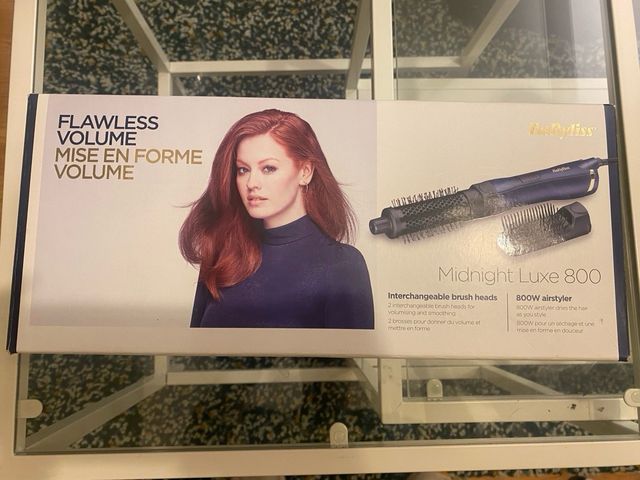 FLAWLESS
VOLUME
MISE EN FORME
VOLUME
BaByliss
BaByliss
Midnight Luxe 800
Interchangeable brush heads
2 interchangeable brush heads for
volumising and smoothing
2 brosses pour donner du volume et
mettre en forme
800W airstyler
800W airstyler dries the hair
as you style
800W pour un séchage et une
mise en forme en douceur